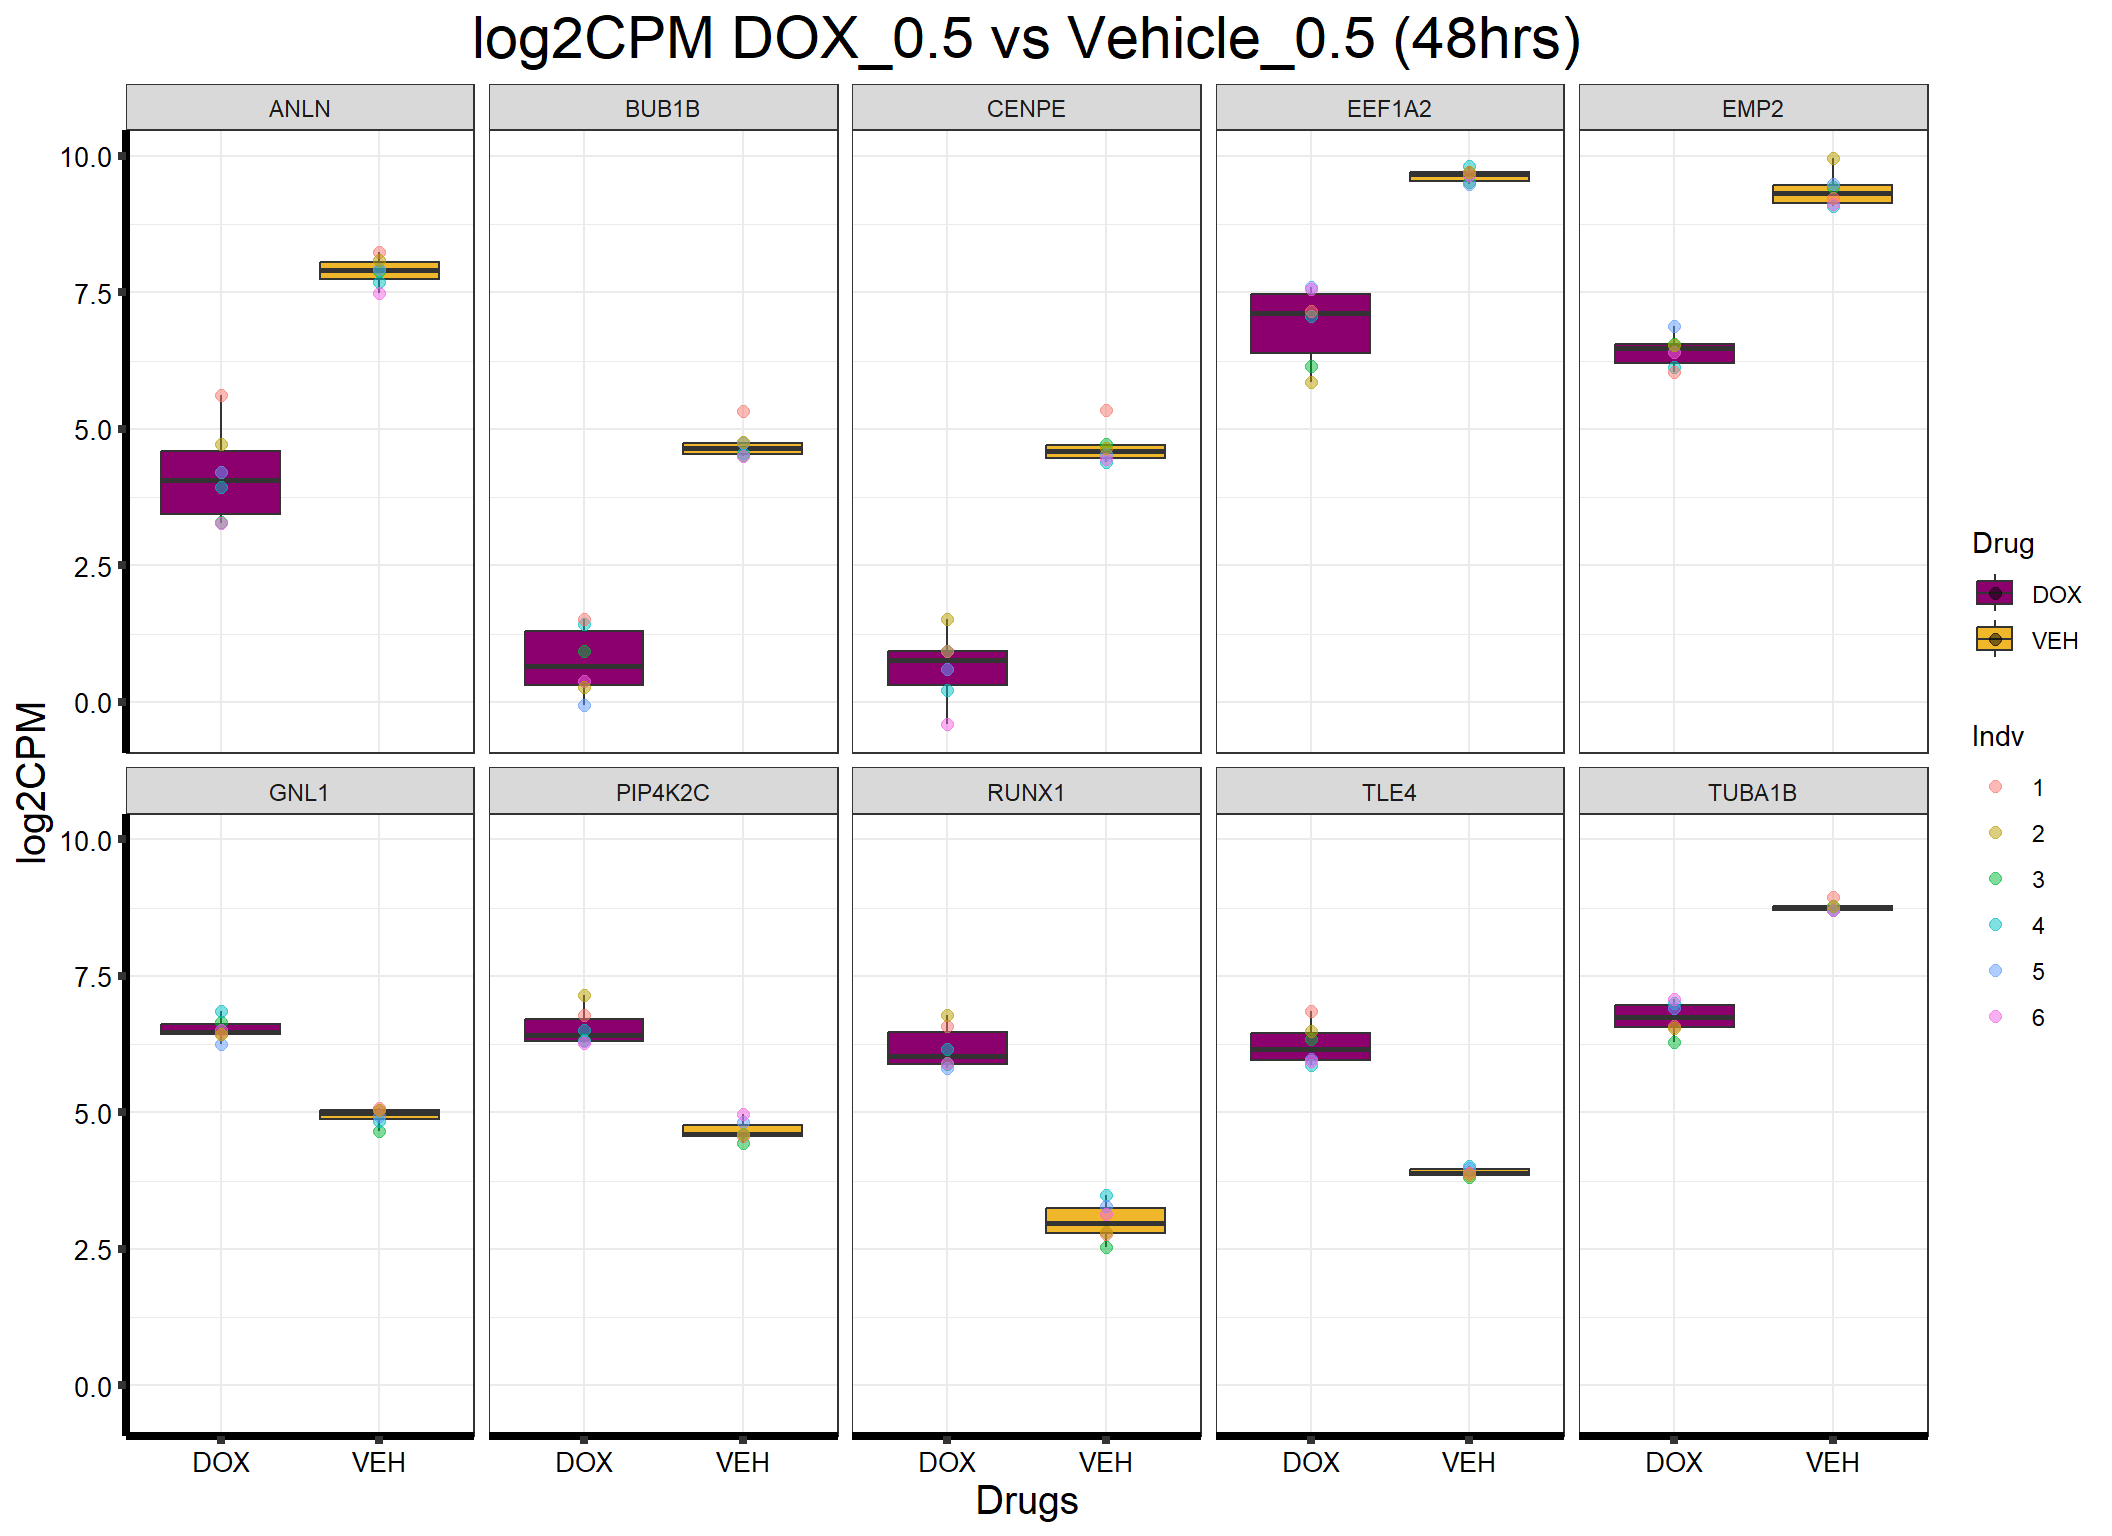 log2CPM DOX_0.5 vs Vehicle_0.5 (48hrs)
ANLN BUB1B CENPE EEF1A2 EMP2
10.0
7.5
5.0
2.5
0.0
GNL1 PIP4K2C RUNX1 TLE4 TUBA1B
10.0
7.5
5.0
2.5
0.0
log2CPM
DOX VEH DOX VEH DOX VEH DOX VEH DOX VEH
Drugs
Drug
DOX
VEH
Indv
1
2
3
4
5
6